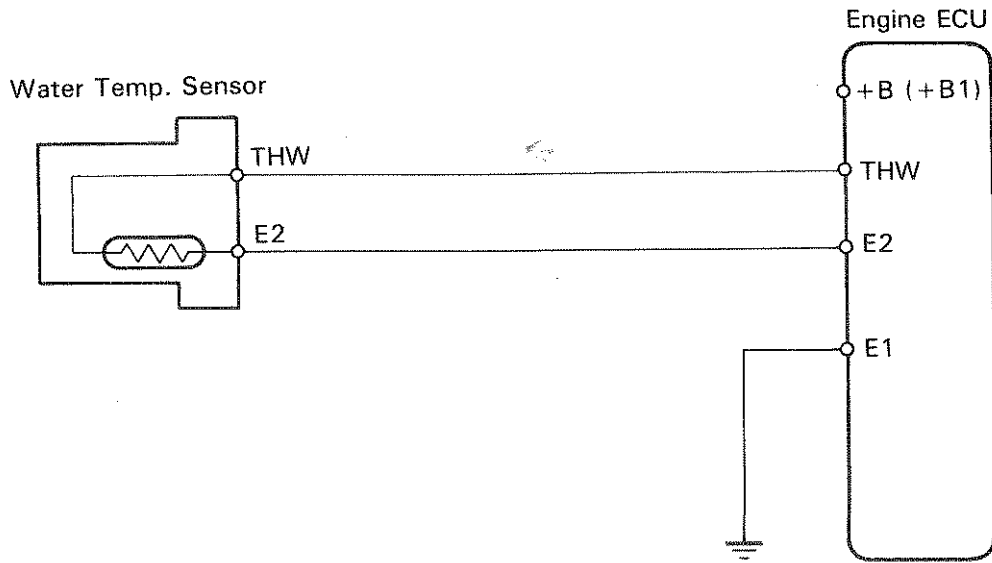 Engine ECU
Water Temp. Sensor
+B (+B1)
THW
THW
E2
E2
E1